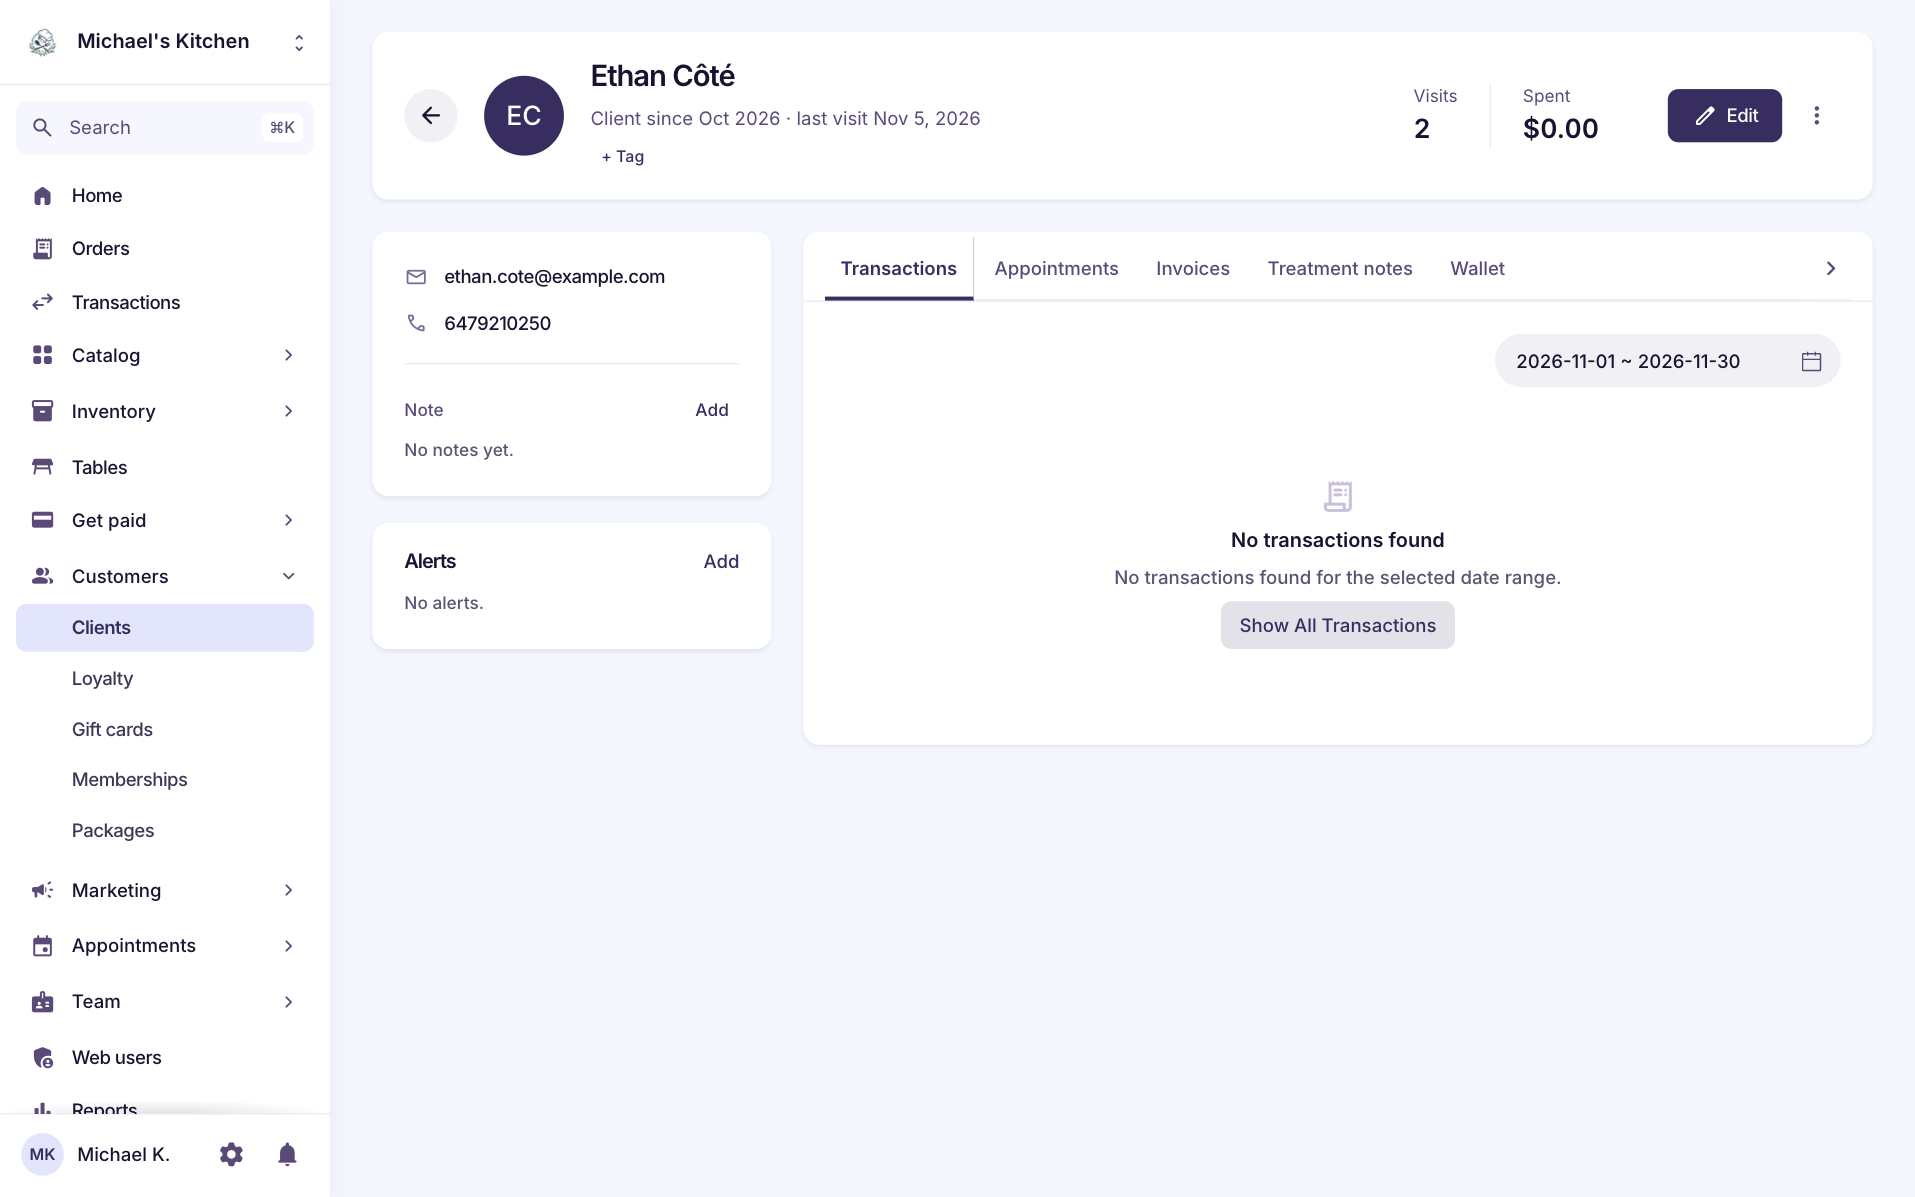 Michael's Kitchen
Search
⌘K
Home
Orders
Transactions
Catalog
Inventory
Tables
Get paid
Customers
Clients
Loyalty
Gift cards
Memberships
Packages
Marketing
Appointments
Team
Web users
Reports
MK
Michael K.
EC
Ethan Côté
Client since Oct 2026 · last visit Nov 5, 2026
+ Tag
Visits
2
Spent
$0.00
Edit
ethan.cote@example.com
6479210250
Note
Add
No notes yet.
Alerts
Add
No alerts.
Transactions
Appointments
Invoices
Treatment notes
Wallet
2026-11-01 ~ 2026-11-30
No transactions found
No transactions found for the selected date range.
Show All Transactions